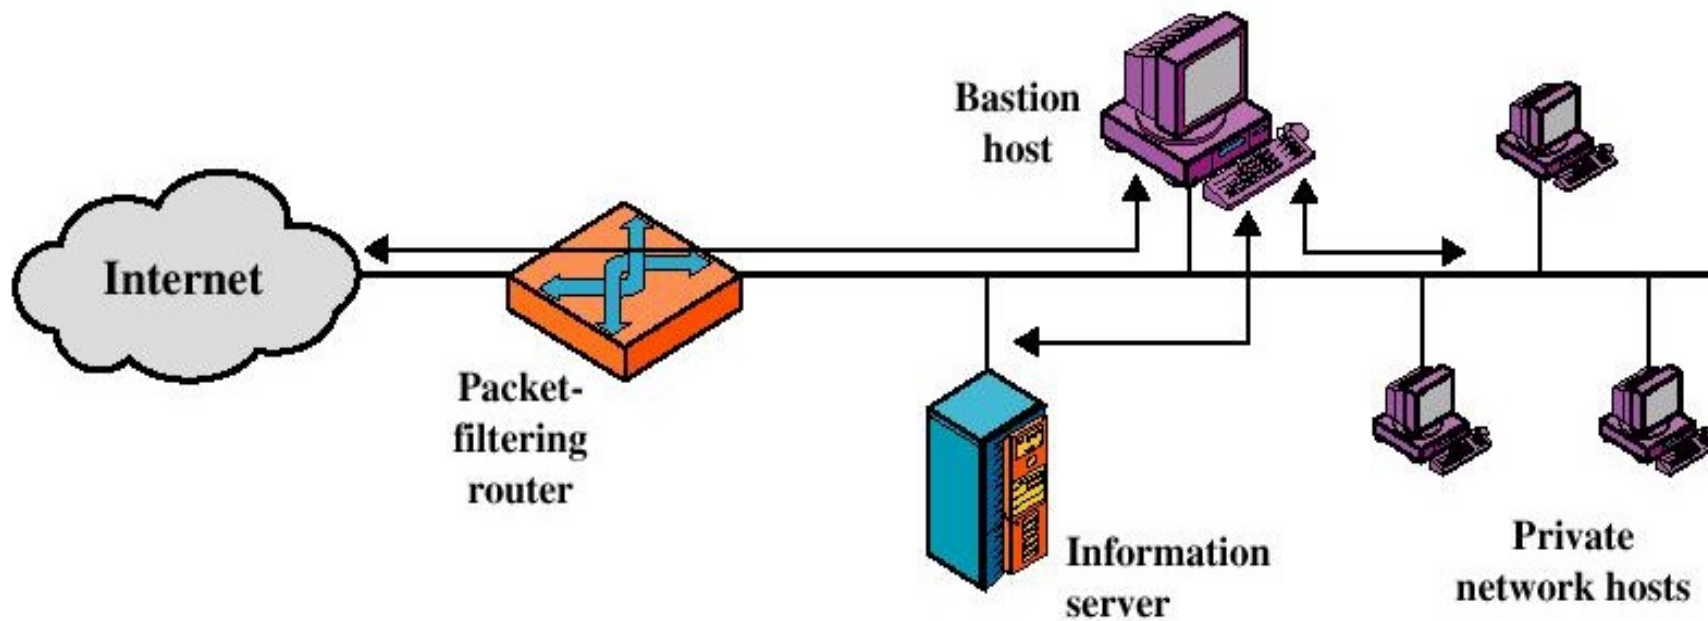 Bastion
host
Internet
Packet-
filtering
router
Information
server
Private
network hosts